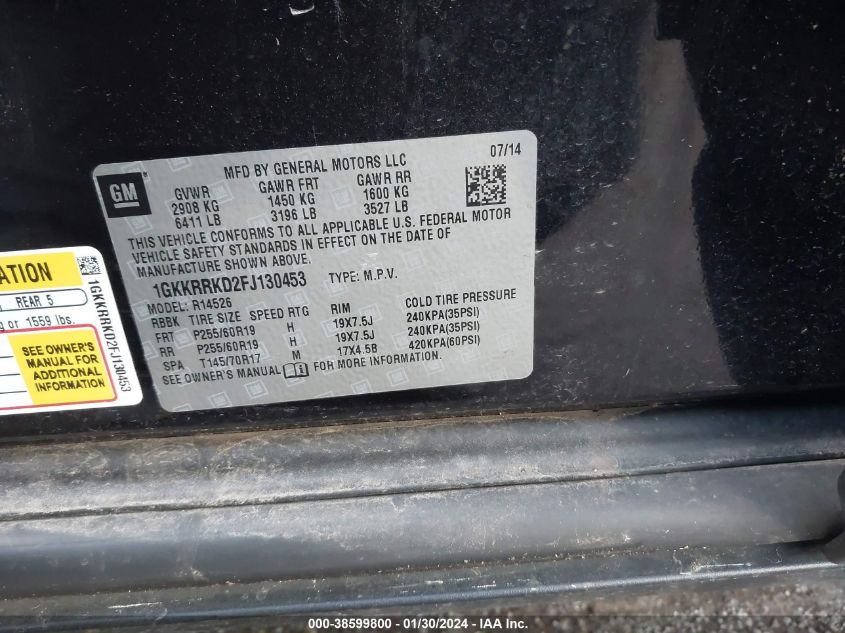 MFD BY GENERAL MOTORS LLC 07/14
GM
GVWR GAWR FRT GAWR RR
2908 KG 1450 KG 1600 KG
6411 LB 3196 LB 3527 LB
THIS VEHICLE CONFORMS TO ALL APPLICABLE U.S. FEDERAL MOTOR
VEHICLE SAFETY STANDARDS IN EFFECT ON THE DATE OF
MANUFACTURE SHOWN ABOVE.
1GKKRRKD2FJ130453 TYPE: M.P.V.
MODEL: R14526
RBBK TIRE SIZE SPEED RTG RIM COLD TIRE PRESSURE
FRT P255/60R19 H 19X7.5J 240KPA(35PSI)
RR P255/60R19 H 19X7.5J 240KPA(35PSI)
SPA T145/70R17 M 17X4.5B 420KPA(60PSI)
SEE OWNER'S MANUAL FOR MORE INFORMATION.
REAR 5
or 1559 lbs.
SEE OWNER'S
MANUAL FOR
ADDITIONAL
INFORMATION
1GKKRRKD2FJ130453
000-38599800 - 01/30/2024 - IAA Inc.